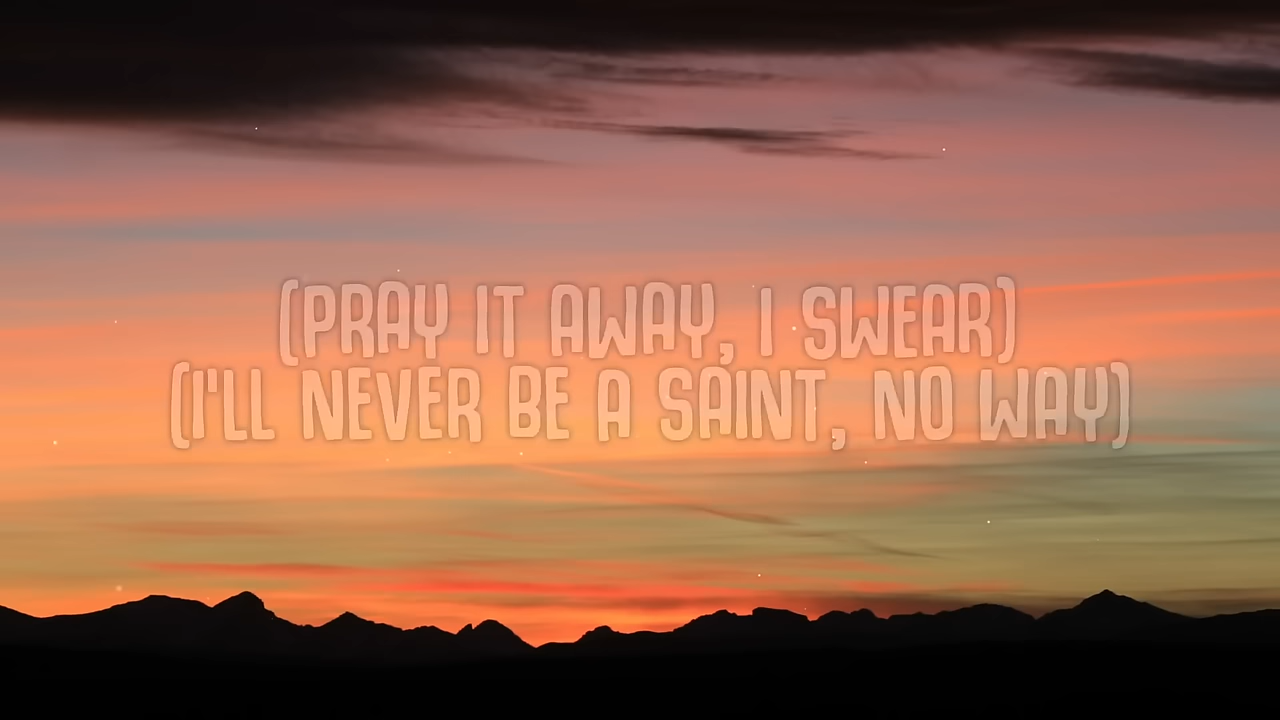 (PRAY IT AWAY, I SWEAR)
(I'LL NEVER BE A SAINT, NO WAY)